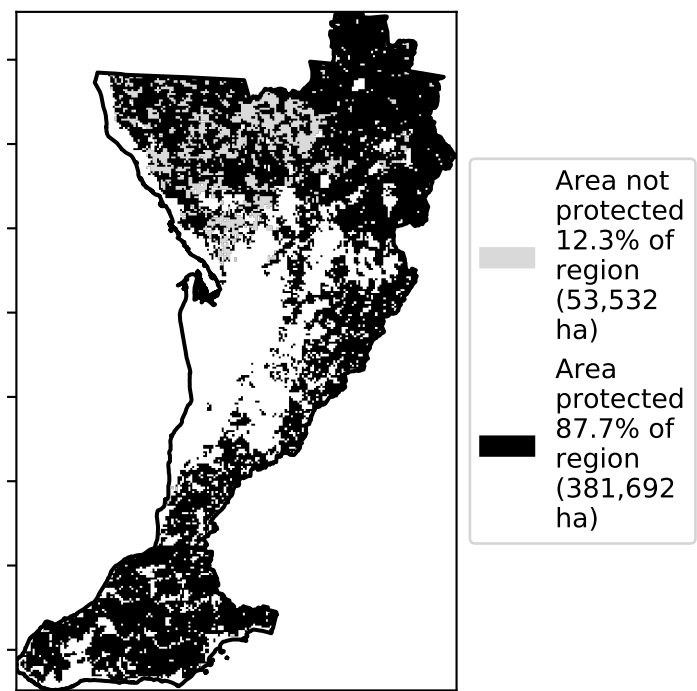 Area not
protected
12.3% of
region
(53,532
ha)
Area
protected
87.7% of
region
(381,692
ha)